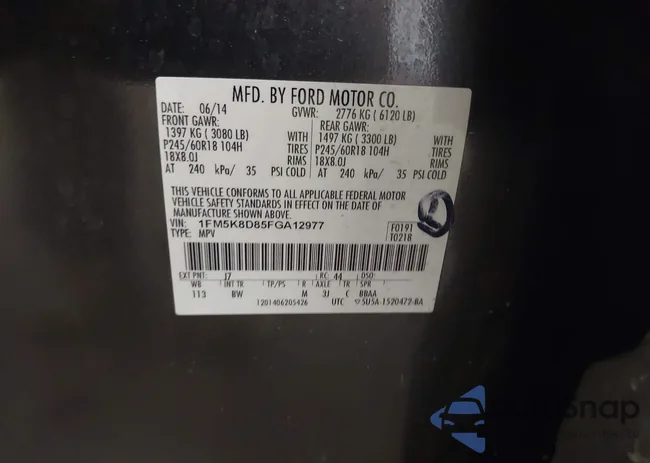 MFD. BY FORD MOTOR CO.
DATE: 06/14 GVWR: 2776 KG ( 6120 LB)
FRONT GAWR: REAR GAWR:
1397 KG ( 3080 LB) WITH 1497 KG ( 3300 LB) WITH
P245/60R18 104H TIRES P245/60R18 104H TIRES
18X8.0J RIMS 18X8.0J RIMS
AT 240 kPa/ 35 PSI COLD AT 240 kPa/ 35 PSI COLD
THIS VEHICLE CONFORMS TO ALL APPLICABLE FEDERAL MOTOR
VEHICLE SAFETY STANDARDS IN EFFECT ON THE DATE OF
MANUFACTURE SHOWN ABOVE.
VIN: 1FM5K8D85FGA12977 F0191
TYPE: MPV T0218
EXT PNT: J7 RC: 44 DSO:
WB INT TR TP/PS R AXLE TR SPR
113 BW M 3J C BBAA
1201406205426 UTC 5U5A-1520472-BA